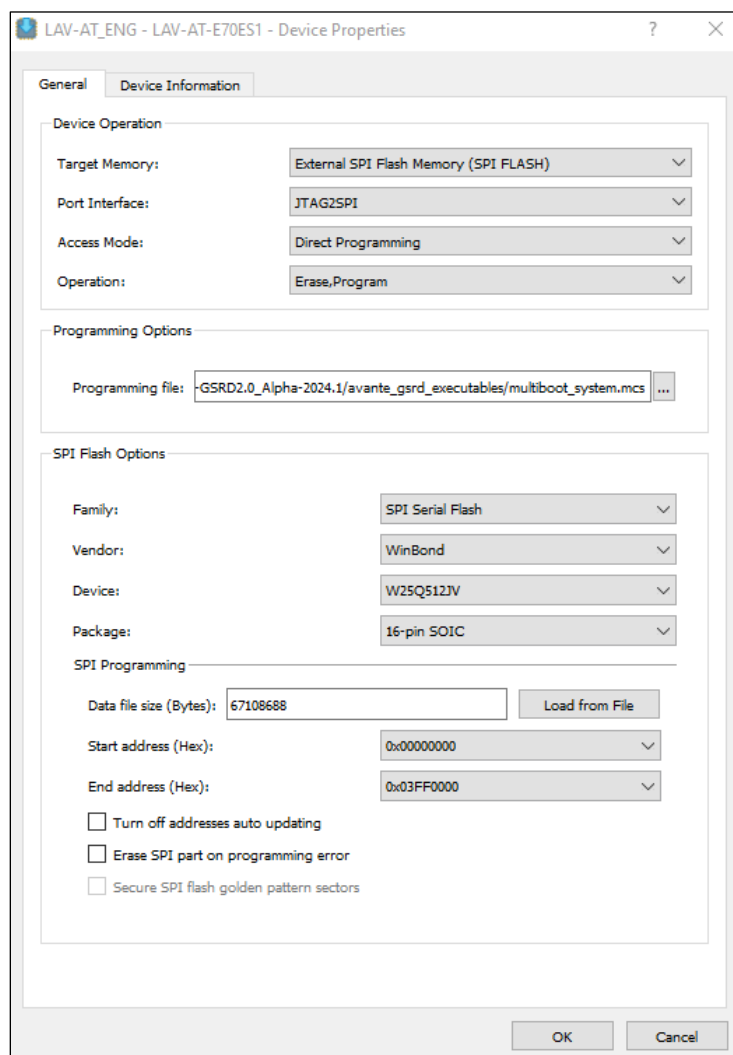 LAV-AT_ENG - LAV-AT-E70ES1 - Device Properties ? ×
General Device Information
Device Operation
Target Memory: External SPI Flash Memory (SPI FLASH)
Port Interface: JTAG2SPI
Access Mode: Direct Programming
Operation: Erase,Program
Programming Options
Programming file: -GSRD2.0_Alpha-2024.1/avante_gsrd_executables/multiboot_system.mcs ...
SPI Flash Options
Family: SPI Serial Flash
Vendor: WinBond
Device: W25Q512JV
Package: 16-pin SOIC
SPI Programming
Data file size (Bytes): 67108688 Load from File
Start address (Hex): 0x00000000
End address (Hex): 0x03FF0000
Turn off addresses auto updating
Erase SPI part on programming error
Secure SPI flash golden pattern sectors
OK Cancel